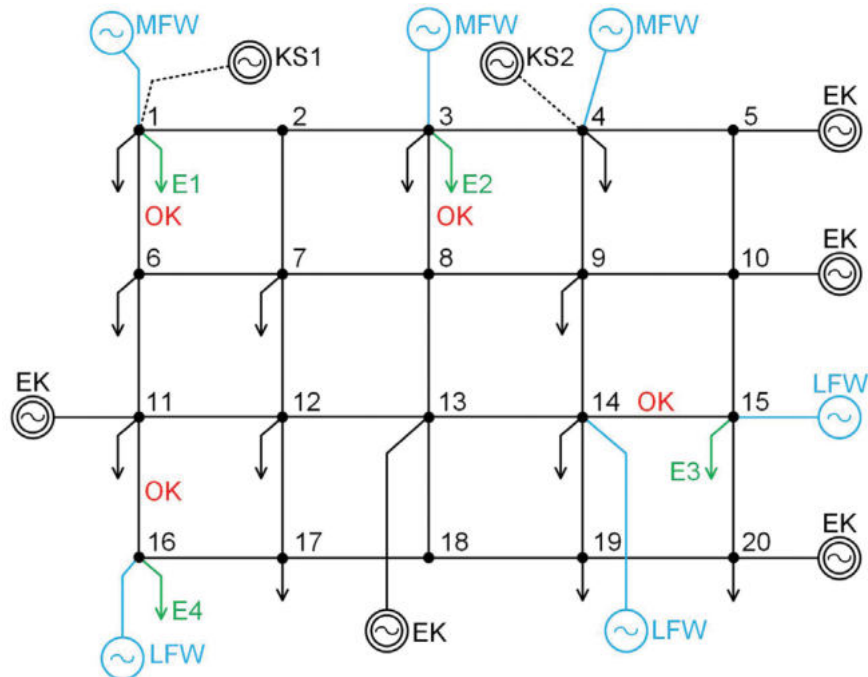 MFW
KS1
MFW
KS2
MFW
1 2 3 4 5 EK
E1 E2
OK OK
6 7 8 9 10 EK
EK 11 12 13 14 OK 15 LFW
E3
OK
16 17 18 19 20 EK
E4
LFW
EK
LFW